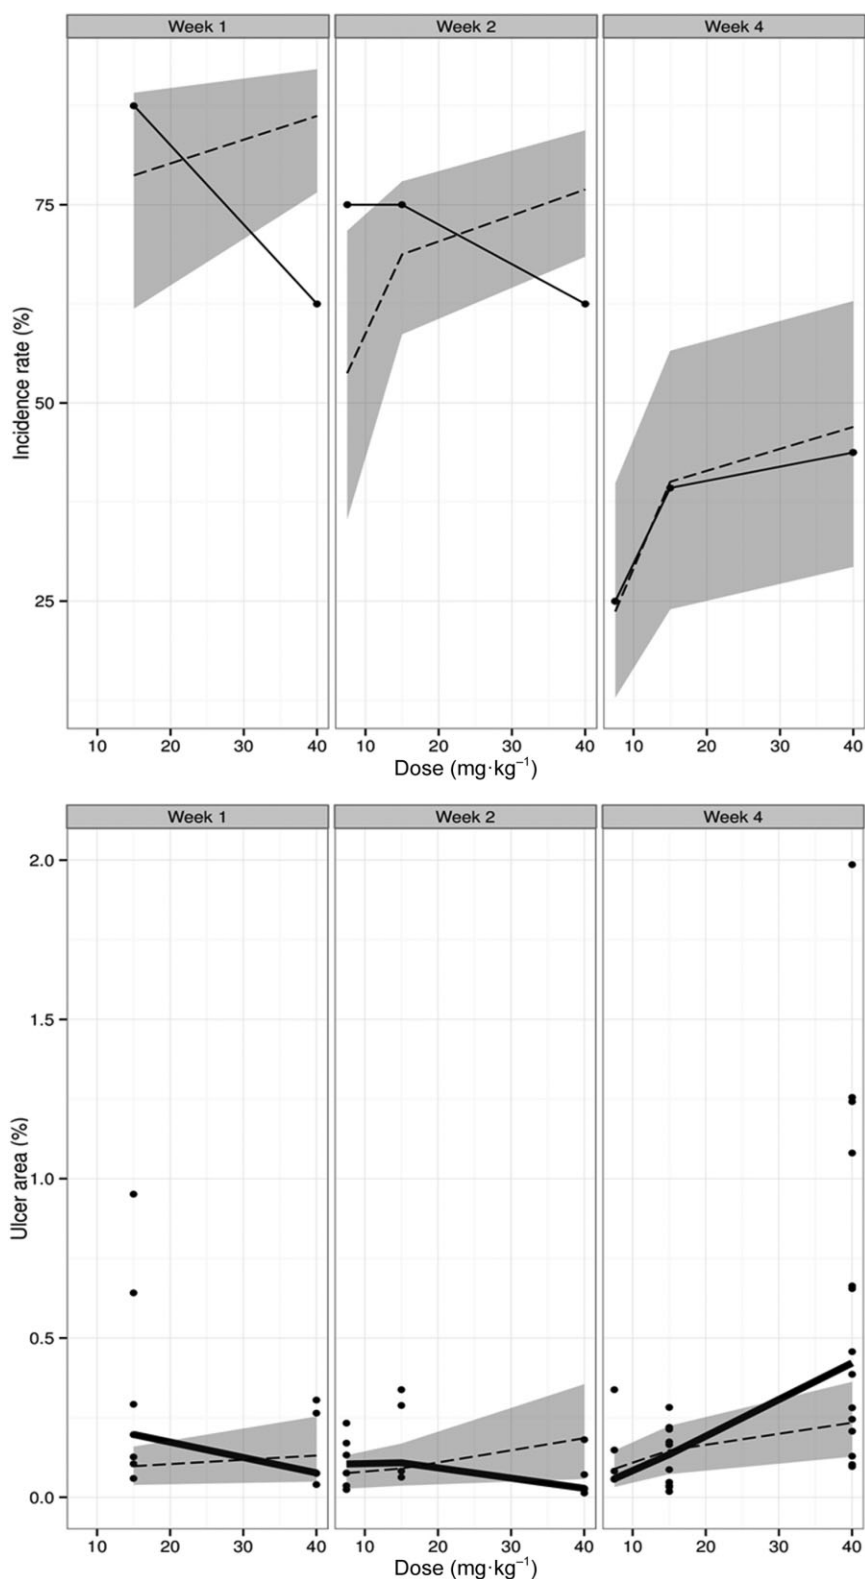 Week 1 Week 2 Week 4
75
50
25
Incidence rate (%)
10 20 30 40 10 20 30 40 10 20 30 40
Dose (mg·kg⁻¹)
Week 1 Week 2 Week 4
2.0
1.5
1.0
0.5
0.0
Ulcer area (%)
10 20 30 40 10 20 30 40 10 20 30 40
Dose (mg·kg⁻¹)